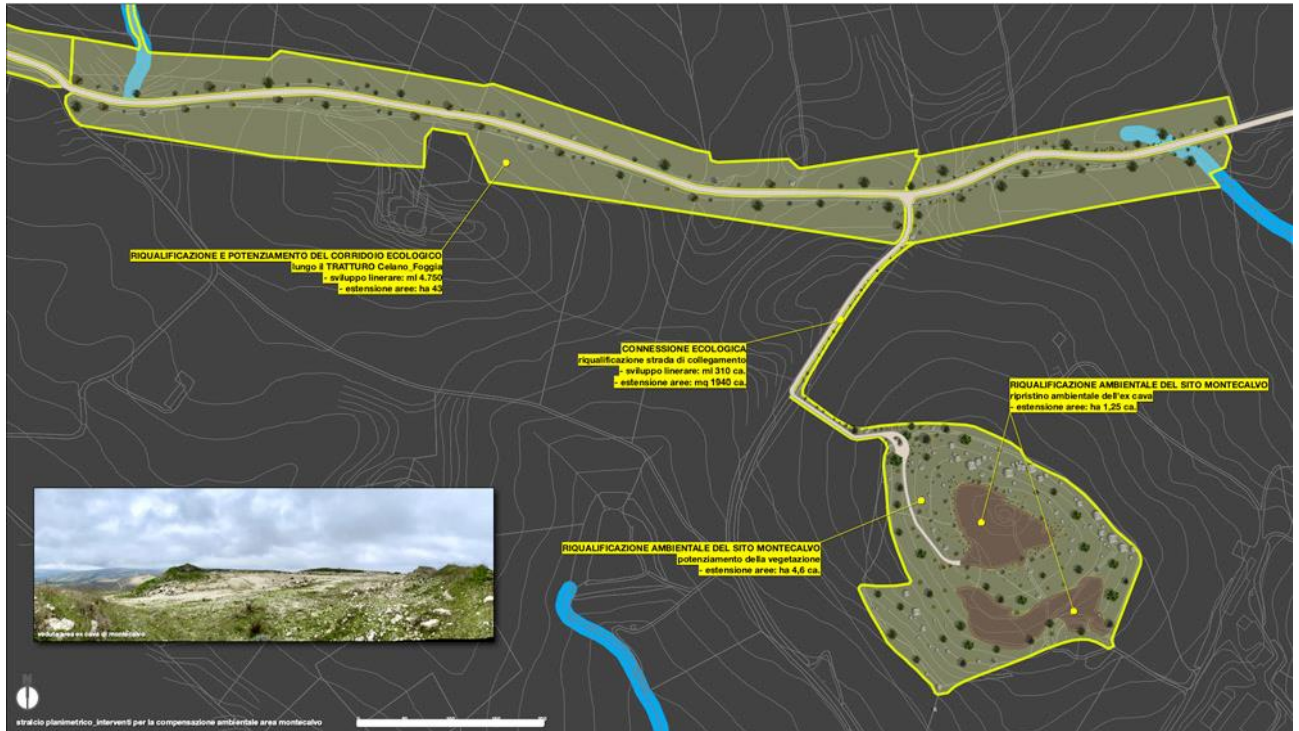 RIQUALIFICAZIONE E POTENZIAMENTO DEL CORRIDOIO ECOLOGICO
lungo il TRATTURO Celano_Foggia
- sviluppo linerare: ml 4.750
- estensione aree: ha 43
CONNESSIONE ECOLOGICA
riqualificazione strada di collegamento
- sviluppo linerare: ml 310 ca.
- estensione aree: mq 1940 ca.
RIQUALIFICAZIONE AMBIENTALE DEL SITO MONTECALVO
ripristino ambientale dell'ex cava
- estensione aree: ha 1,25 ca.
RIQUALIFICAZIONE AMBIENTALE DEL SITO MONTECALVO
potenziamento della vegetazione
- estensione aree: ha 4,6 ca.
veduta area ex cava di montecalvo
N
stralcio planimetrico_interventi per la compensazione ambientale area montecalvo